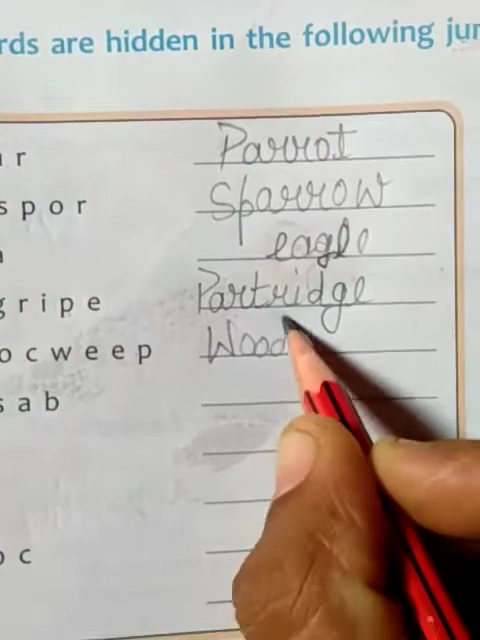 rds are hidden in the following jur
r Parrot
s p o r Sparrow
eagle
g r i p e Partridge
o c w e e p Wood
s a b
o c